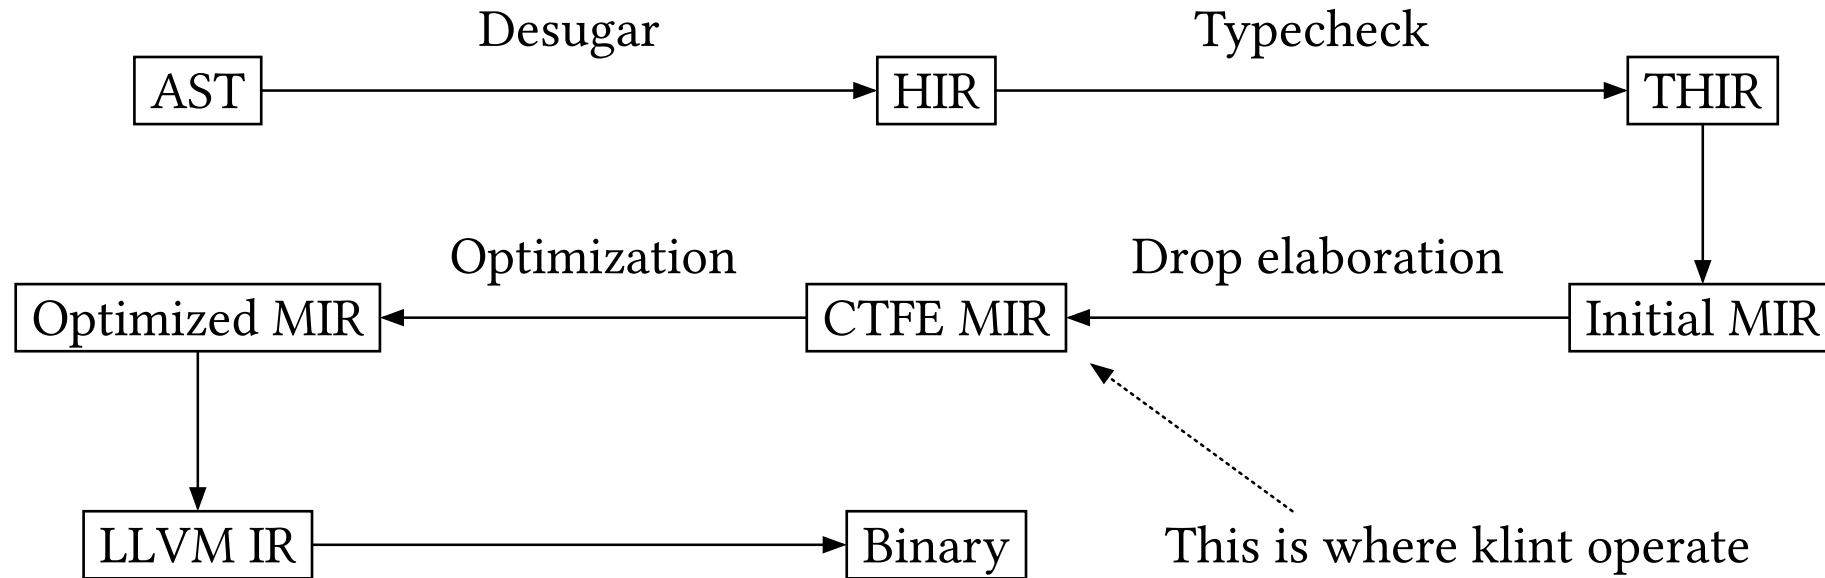 Desugar
Typecheck
AST
HIR
THIR
Optimization
Drop elaboration
Optimized MIR
CTFE MIR
Initial MIR
LLVM IR
Binary
This is where klint operate